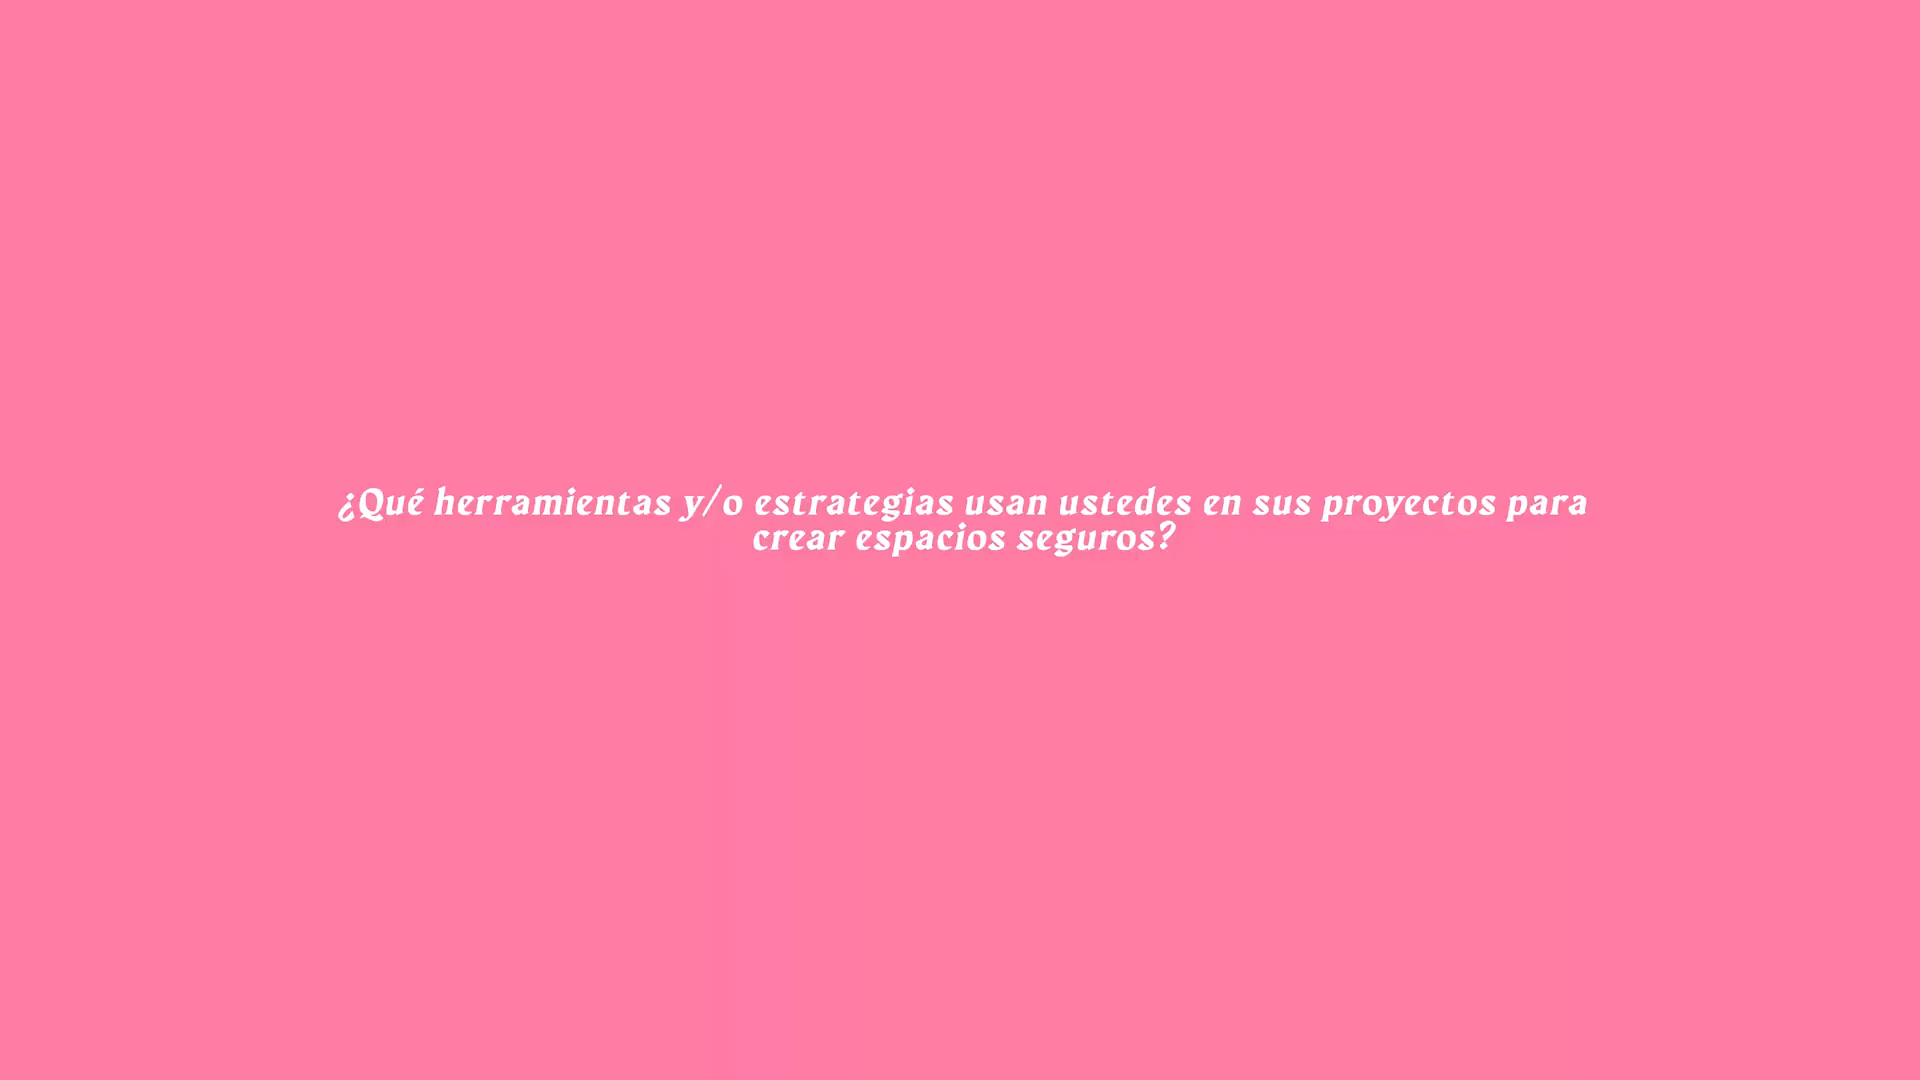 ¿Qué herramientas y/o estrategias usan ustedes en sus proyectos para
crear espacios seguros?